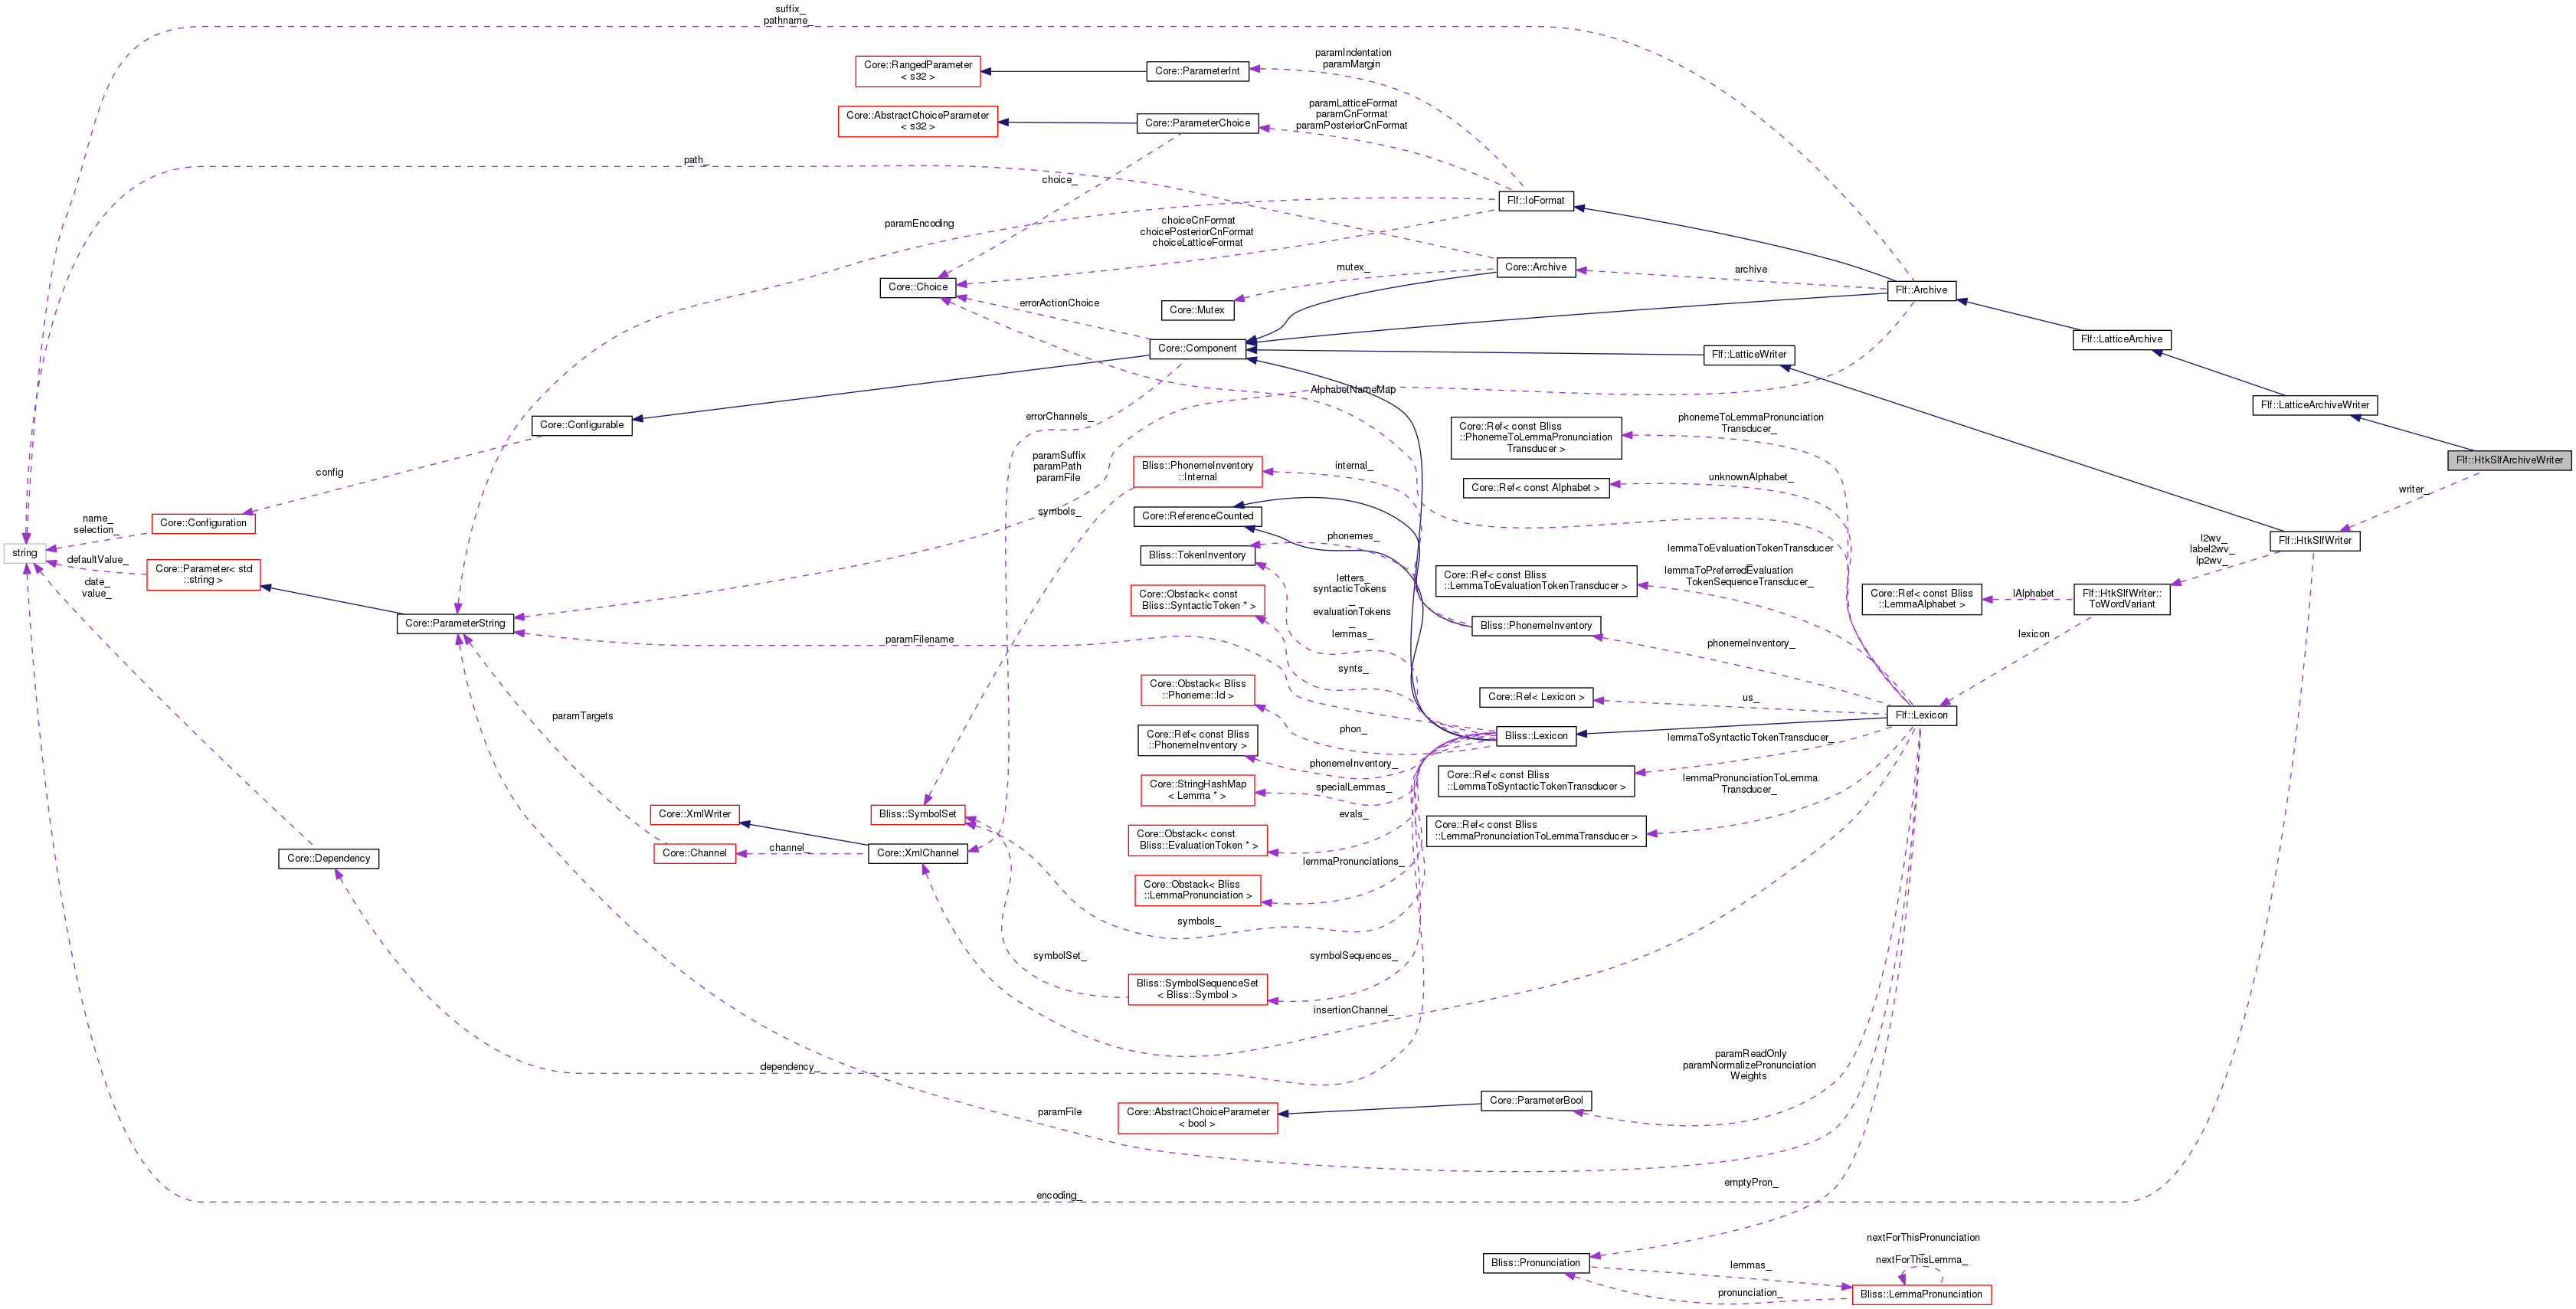 suffix_
pathname_
paramIndentation
paramMargin
Core::RangedParameter
< s32 >
Core::ParameterInt
paramLatticeFormat
paramCnFormat
paramPosteriorCnFormat
Core::AbstractChoiceParameter
< s32 >
Core::ParameterChoice
path_
choice_
Flf::IoFormat
paramEncoding
choiceCnFormat
choicePosteriorCnFormat
choiceLatticeFormat
mutex_
Core::Archive
archive
Core::Choice
Flf::Archive
errorActionChoice
Core::Mutex
Flf::LatticeArchive
Core::Component
Flf::LatticeWriter
AlphabetNameMap
Flf::LatticeArchiveWriter
errorChannels_
Core::Configurable
phonemeToLemmaPronunciation
Transducer_
Core::Ref< const Bliss
::PhonemeToLemmaPronunciation
Transducer >
paramSuffix
paramPath
paramFile
Bliss::PhonemeInventory
::Internal
internal_
Flf::HtkSlfArchiveWriter
config
unknownAlphabet_
Core::Ref< const Alphabet >
writer_
symbols_
Core::ReferenceCounted
name_
selection_
Core::Configuration
phonemes_
Flf::HtkSlfWriter
l2wv_
label2wv_
lp2wv_
string
Bliss::TokenInventory
lemmaToEvaluationTokenTransducer
_
lemmaToPreferredEvaluation
TokenSequenceTransducer_
defaultValue_
Core::Parameter< std
::string >
Core::Ref< const Bliss
::LemmaToEvaluationTokenTransducer >
letters_
syntacticTokens
_
evaluationTokens
_
lemmas_
date_
value_
Core::Obstack< const
Bliss::SyntacticToken * >
Core::Ref< const Bliss
::LemmaAlphabet >
lAlphabet
Flf::HtkSlfWriter::
ToWordVariant
Core::ParameterString
Bliss::PhonemeInventory
paramFilename
phonemeInventory_
lexicon
synts_
Core::Obstack< Bliss
::Phoneme::Id >
Core::Ref< Lexicon >
us_
paramTargets
Flf::Lexicon
phon_
Bliss::Lexicon
lemmaToSyntacticTokenTransducer_
Core::Ref< const Bliss
::PhonemeInventory >
phonemeInventory_
Core::Ref< const Bliss
::LemmaToSyntacticTokenTransducer >
lemmaPronunciationToLemma
Transducer_
Core::StringHashMap
< Lemma * >
specialLemmas_
Core::XmlWriter
Bliss::SymbolSet
evals_
Core::Ref< const Bliss
::LemmaPronunciationToLemmaTransducer >
Core::Obstack< const
Bliss::EvaluationToken * >
Core::Dependency
Core::Channel
channel_
Core::XmlChannel
lemmaPronunciations_
Core::Obstack< Bliss
::LemmaPronunciation >
symbols_
symbolSet_
symbolSequences_
Bliss::SymbolSequenceSet
< Bliss::Symbol >
insertionChannel_
dependency_
paramReadOnly
paramNormalizePronunciation
Weights
Core::ParameterBool
paramFile
Core::AbstractChoiceParameter
< bool >
emptyPron_
encoding_
nextForThisPronunciation
_
nextForThisLemma_
Bliss::Pronunciation
lemmas_
pronunciation_
Bliss::LemmaPronunciation